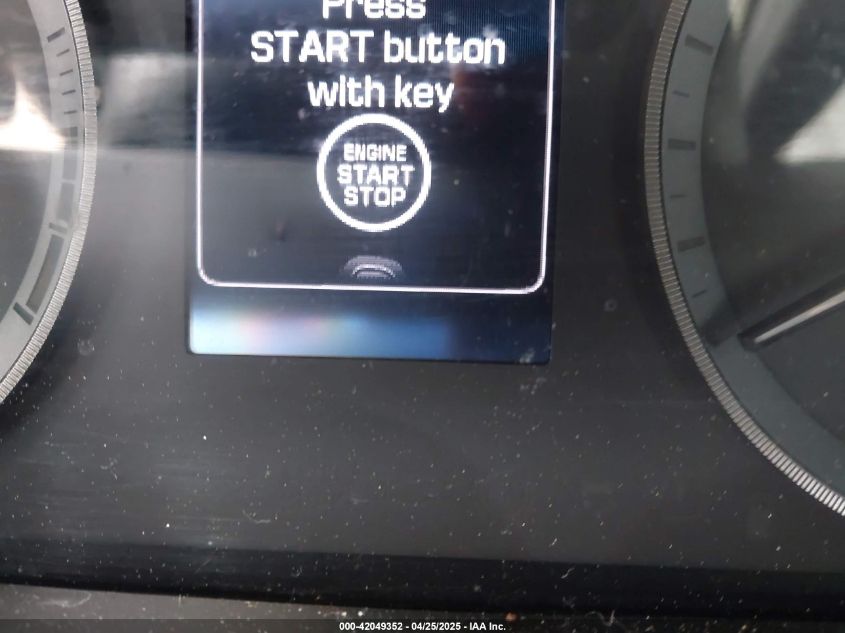 Press
START button
with key
ENGINE
START
STOP
000-42049352 - 04/25/2025 - IAA Inc.